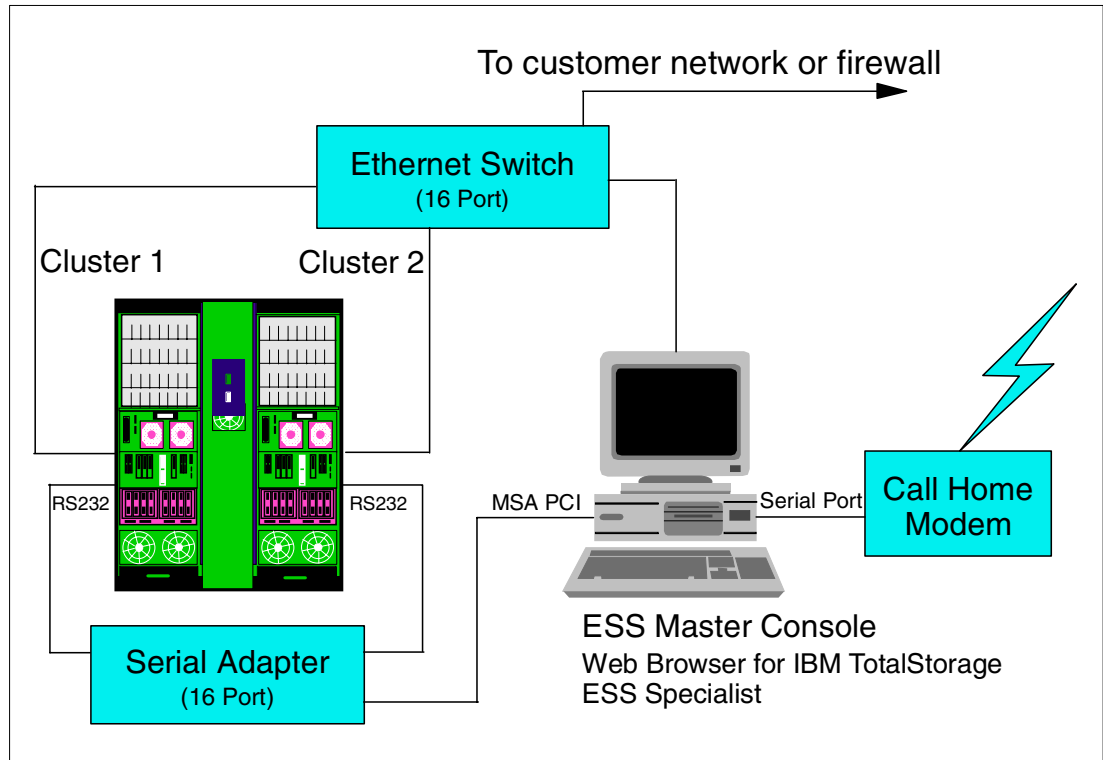 To customer network or firewall
Ethernet Switch
(16 Port)
Cluster 1
Cluster 2
RS232
RS232
MSA PCI
Serial Port
Call Home
Modem
Serial Adapter
(16 Port)
ESS Master Console
Web Browser for IBM TotalStorage
ESS Specialist